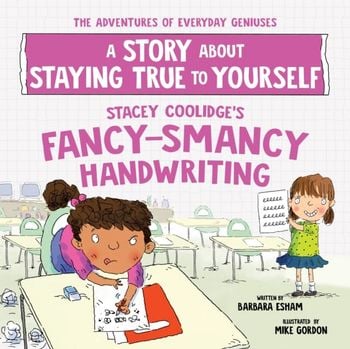 THE ADVENTURES OF EVERYDAY GENIUSES
A STORY ABOUT
STAYING TRUE TO YOURSELF
STACEY COOLIDGE'S
FANCY-SMANCY
HANDWRITING
WRITTEN BY
BARBARA ESHAM
ILLUSTRATED BY
MIKE GORDON